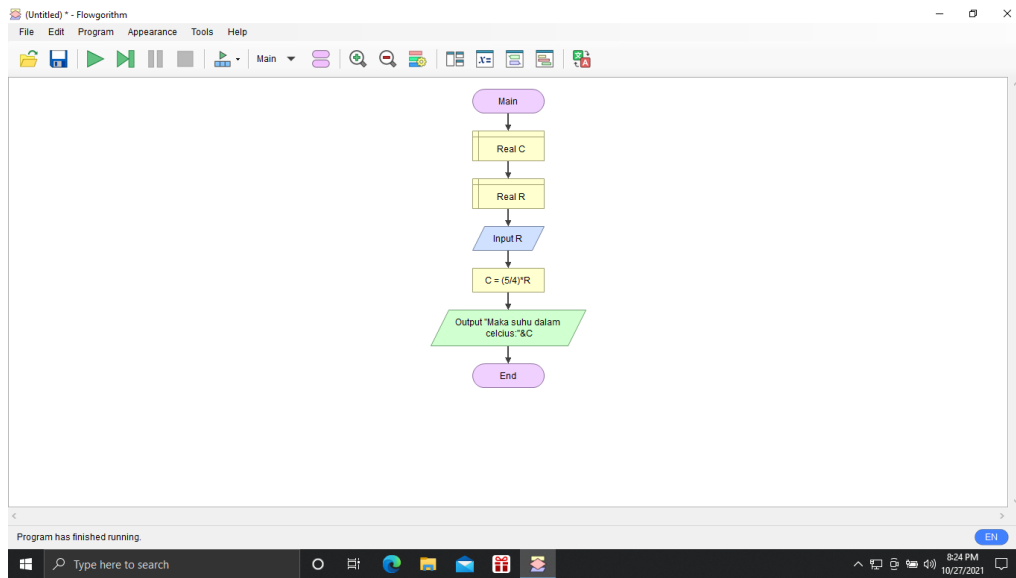 (Untitled) * - Flowgorithm
File Edit Program Appearance Tools Help
Main
X=
Main
Real C
Real R
Input R
C = (5/4)*R
Output "Maka suhu dalam
celcius:"&C
End
Program has finished running.
EN
Type here to search
8:24 PM
10/27/2021